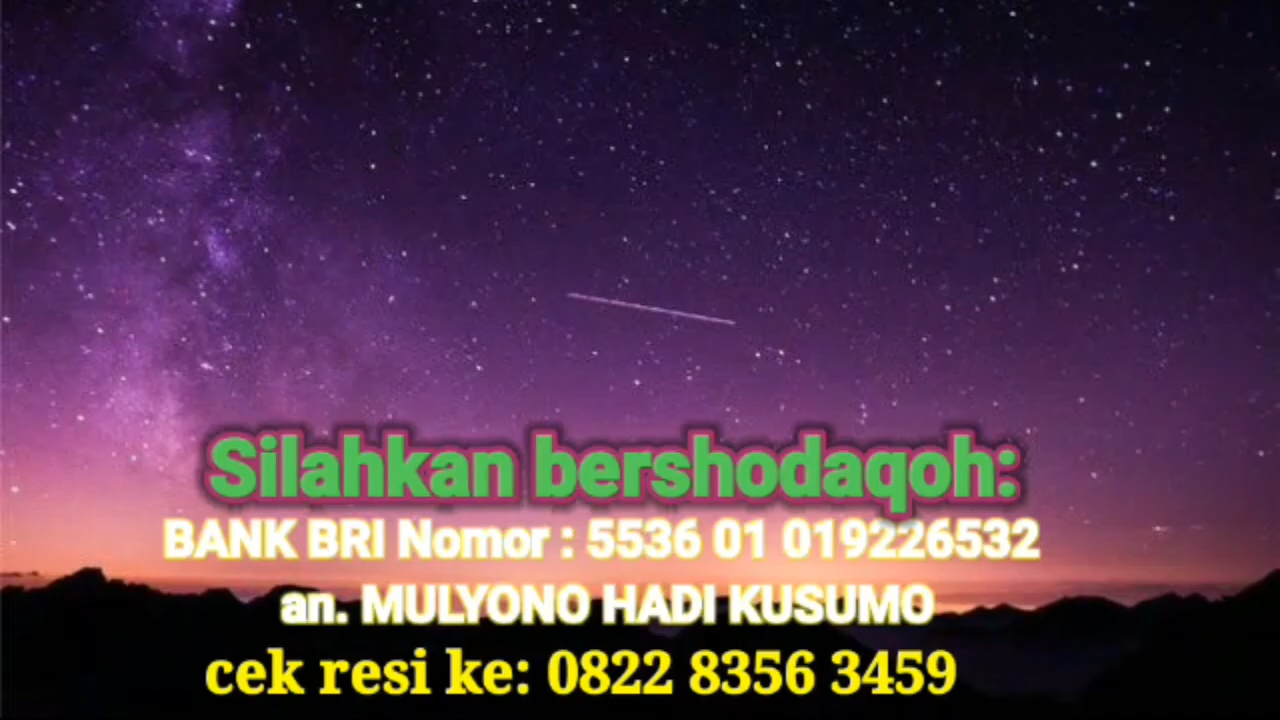 Silahkan bershodaqoh:
BANK BRI Nomor : 5536 01 019226532
an. MULYONO HADI KUSUMO
cek resi ke: 0822 8356 3459